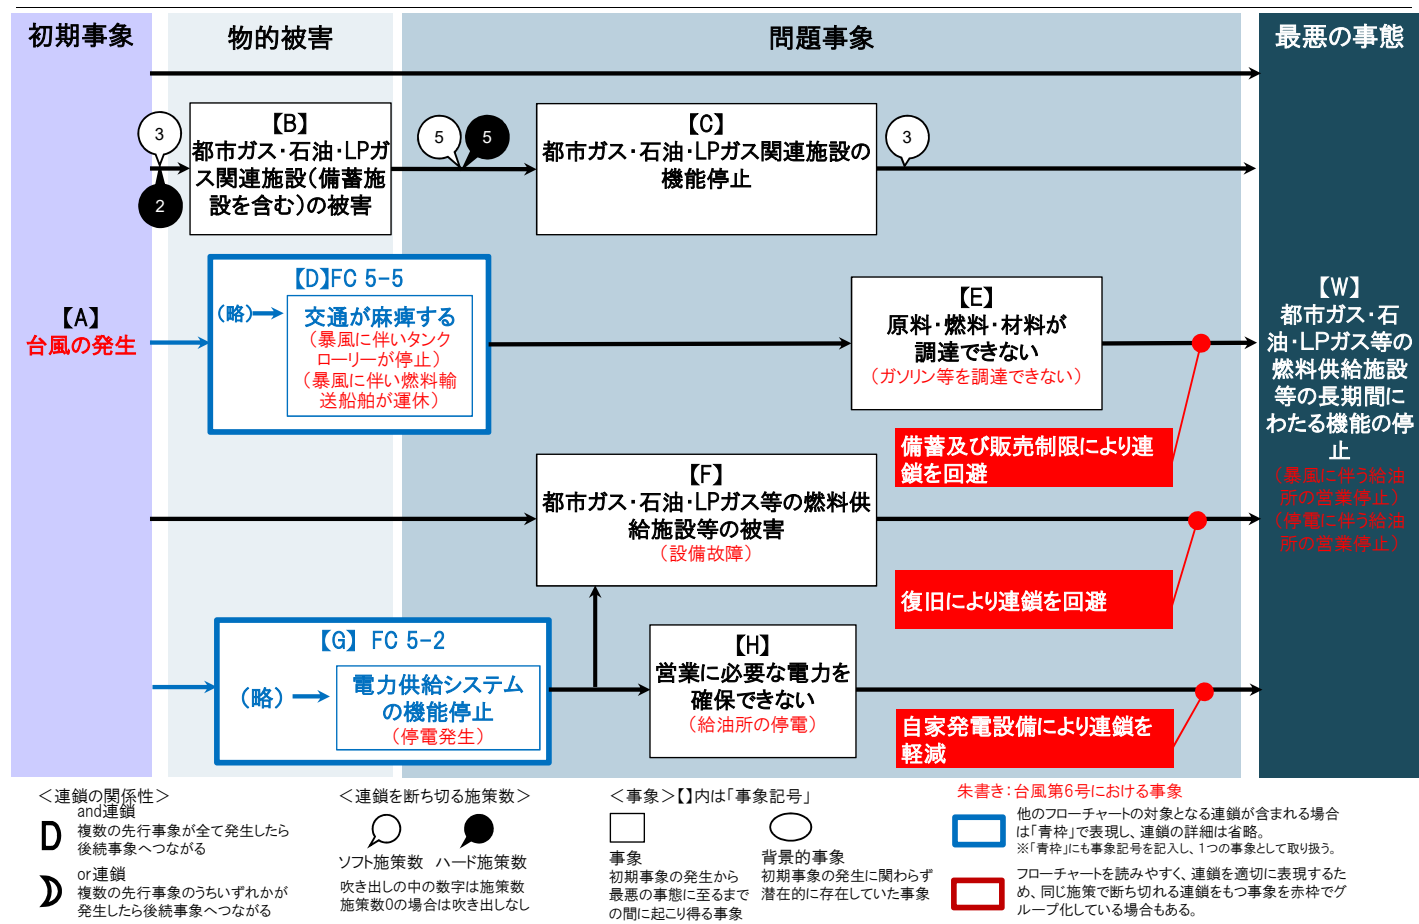 初期事象
物的被害
問題事象
最悪の事態
3
2
【B】
都市ガス・石油・LPガ
ス関連施設（備蓄施
設を含む）の被害
5
5
【C】
都市ガス・石油・LPガス関連施設の
機能停止
3
【A】
台風の発生
【D】FC 5-5
（略）
交通が麻痺する
（暴風に伴いタンク
ローリーが停止）
（暴風に伴い燃料輸
送船舶が運休）
【E】
原料・燃料・材料が
調達できない
（ガソリン等を調達できない）
備蓄及び販売制限により連
鎖を回避
【F】
都市ガス・石油・LPガス等の燃料供
給施設等の被害
（設備故障）
復旧により連鎖を回避
【G】 FC 5-2
（略）
電力供給システム
の機能停止
（停電発生）
【H】
営業に必要な電力を
確保できない
（給油所の停電）
自家発電設備により連鎖を
軽減
【W】
都市ガス・石
油・LPガス等の
燃料供給施設
等の長期間に
わたる機能の停
止
（暴風に伴う給油
所の営業停止）
（停電に伴う給油
所の営業停止）
＜連鎖の関係性＞
and連鎖
複数の先行事象が全て発生したら
後続事象へつながる
or連鎖
複数の先行事象のうちいずれかが
発生したら後続事象へつながる
＜連鎖を断ち切る施策数＞
ソフト施策数 ハード施策数
吹き出しの中の数字は施策数
施策数0の場合は吹き出しなし
＜事象＞【】内は「事象記号」
事象
初期事象の発生から
最悪の事態に至るまで
の間に起こり得る事象
背景的事象
初期事象の発生に関わらず
潜在的に存在していた事象
朱書き：台風第6号における事象
他のフローチャートの対象となる連鎖が含まれる場合
は「青枠」で表現し、連鎖の詳細は省略。
※「青枠」にも事象記号を記入し、1つの事象として取り扱う。
フローチャートを読みやすく、連鎖を適切に表現するた
め、同じ施策で断ち切れる連鎖をもつ事象を赤枠でグ
ループ化している場合もある。